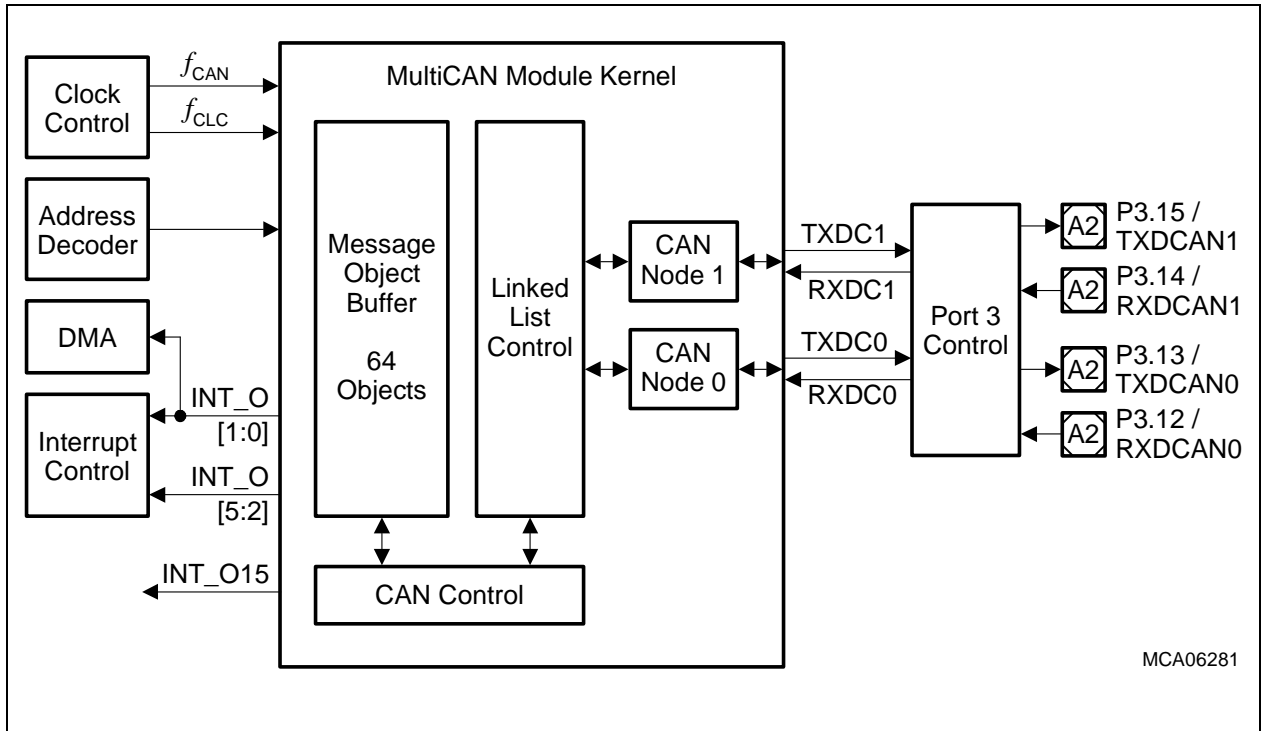 MultiCAN Module Kernel
Clock
Control
fCAN
fCLC
Address
Decoder
DMA
Interrupt
Control
INT_O
[1:0]
INT_O
[5:2]
INT_O15
Message
Object
Buffer
64
Objects
Linked
List
Control
CAN Control
CAN
Node 1
CAN
Node 0
TXDC1
RXDC1
TXDC0
RXDC0
Port 3
Control
A2
P3.15 /
TXDCAN1
A2
P3.14 /
RXDCAN1
A2
P3.13 /
TXDCAN0
A2
P3.12 /
RXDCAN0
MCA06281